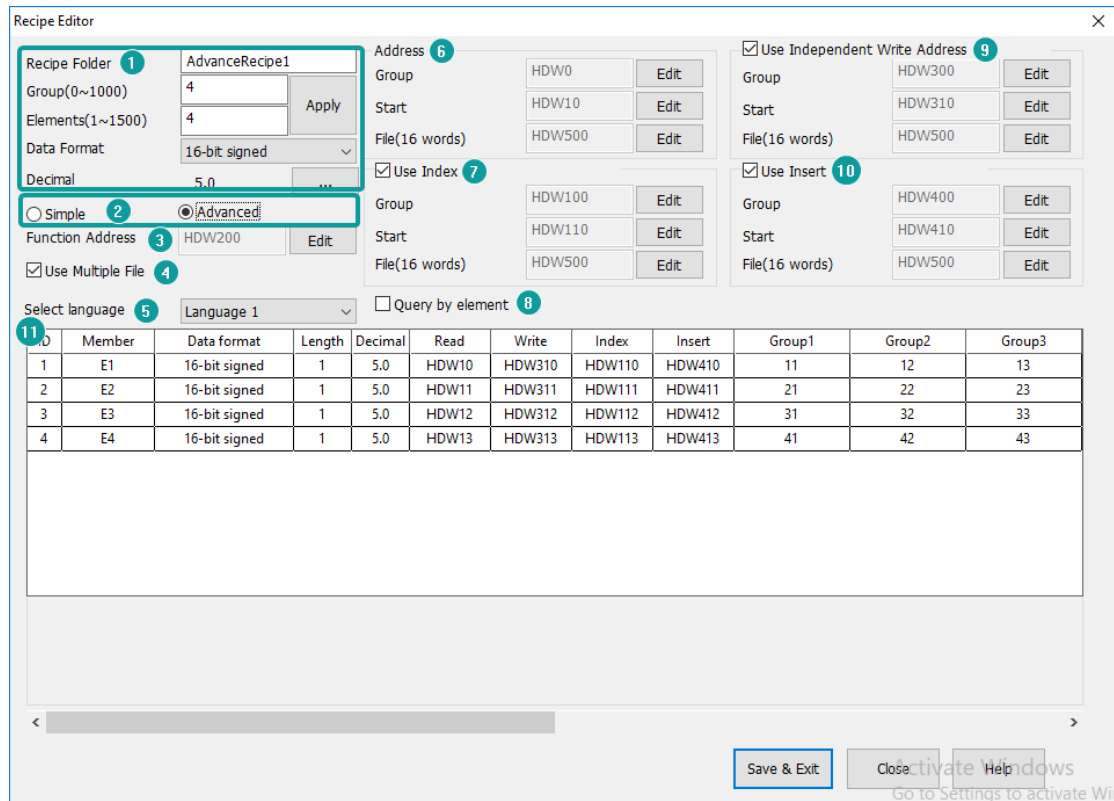 Recipe Editor
Recipe Folder 1 AdvanceRecipe1
Group(0~1000) 4
Elements(1~1500) 4
Apply
Data Format 16-bit signed
Decimal 5.0 ...
Simple 2 Advanced
Function Address 3 HDW200 Edit
Use Multiple File 4
Select language 5 Language 1
Address 6
Group HDW0 Edit
Start HDW10 Edit
File(16 words) HDW500 Edit
Use Index 7
Group HDW100 Edit
Start HDW110 Edit
File(16 words) HDW500 Edit
Query by element 8
Use Independent Write Address 9
Group HDW300 Edit
Start HDW310 Edit
File(16 words) HDW500 Edit
Use Insert 10
Group HDW400 Edit
Start HDW410 Edit
File(16 words) HDW500 Edit
11 Member Data format Length Decimal Read Write Index Insert Group1 Group2 Group3
1 E1 16-bit signed 1 5.0 HDW10 HDW310 HDW110 HDW410 11 12 13
2 E2 16-bit signed 1 5.0 HDW11 HDW311 HDW111 HDW411 21 22 23
3 E3 16-bit signed 1 5.0 HDW12 HDW312 HDW112 HDW412 31 32 33
4 E4 16-bit signed 1 5.0 HDW13 HDW313 HDW113 HDW413 41 42 43
Save & Exit Close Help
Activate Windows
Go to Settings to activate Wi